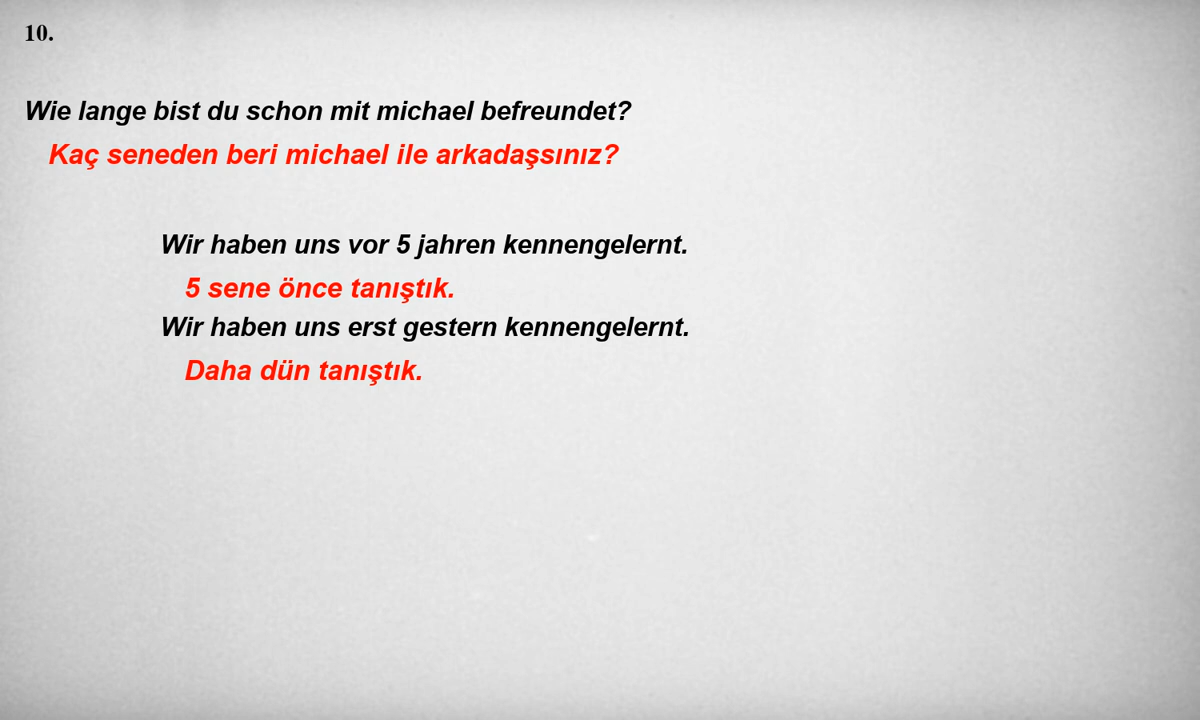 10.
Wie lange bist du schon mit michael befreundet?
Kaç seneden beri michael ile arkadaşsınız?
Wir haben uns vor 5 jahren kennengelernt.
5 sene önce tanıştık.
Wir haben uns erst gestern kennengelernt.
Daha dün tanıştık.